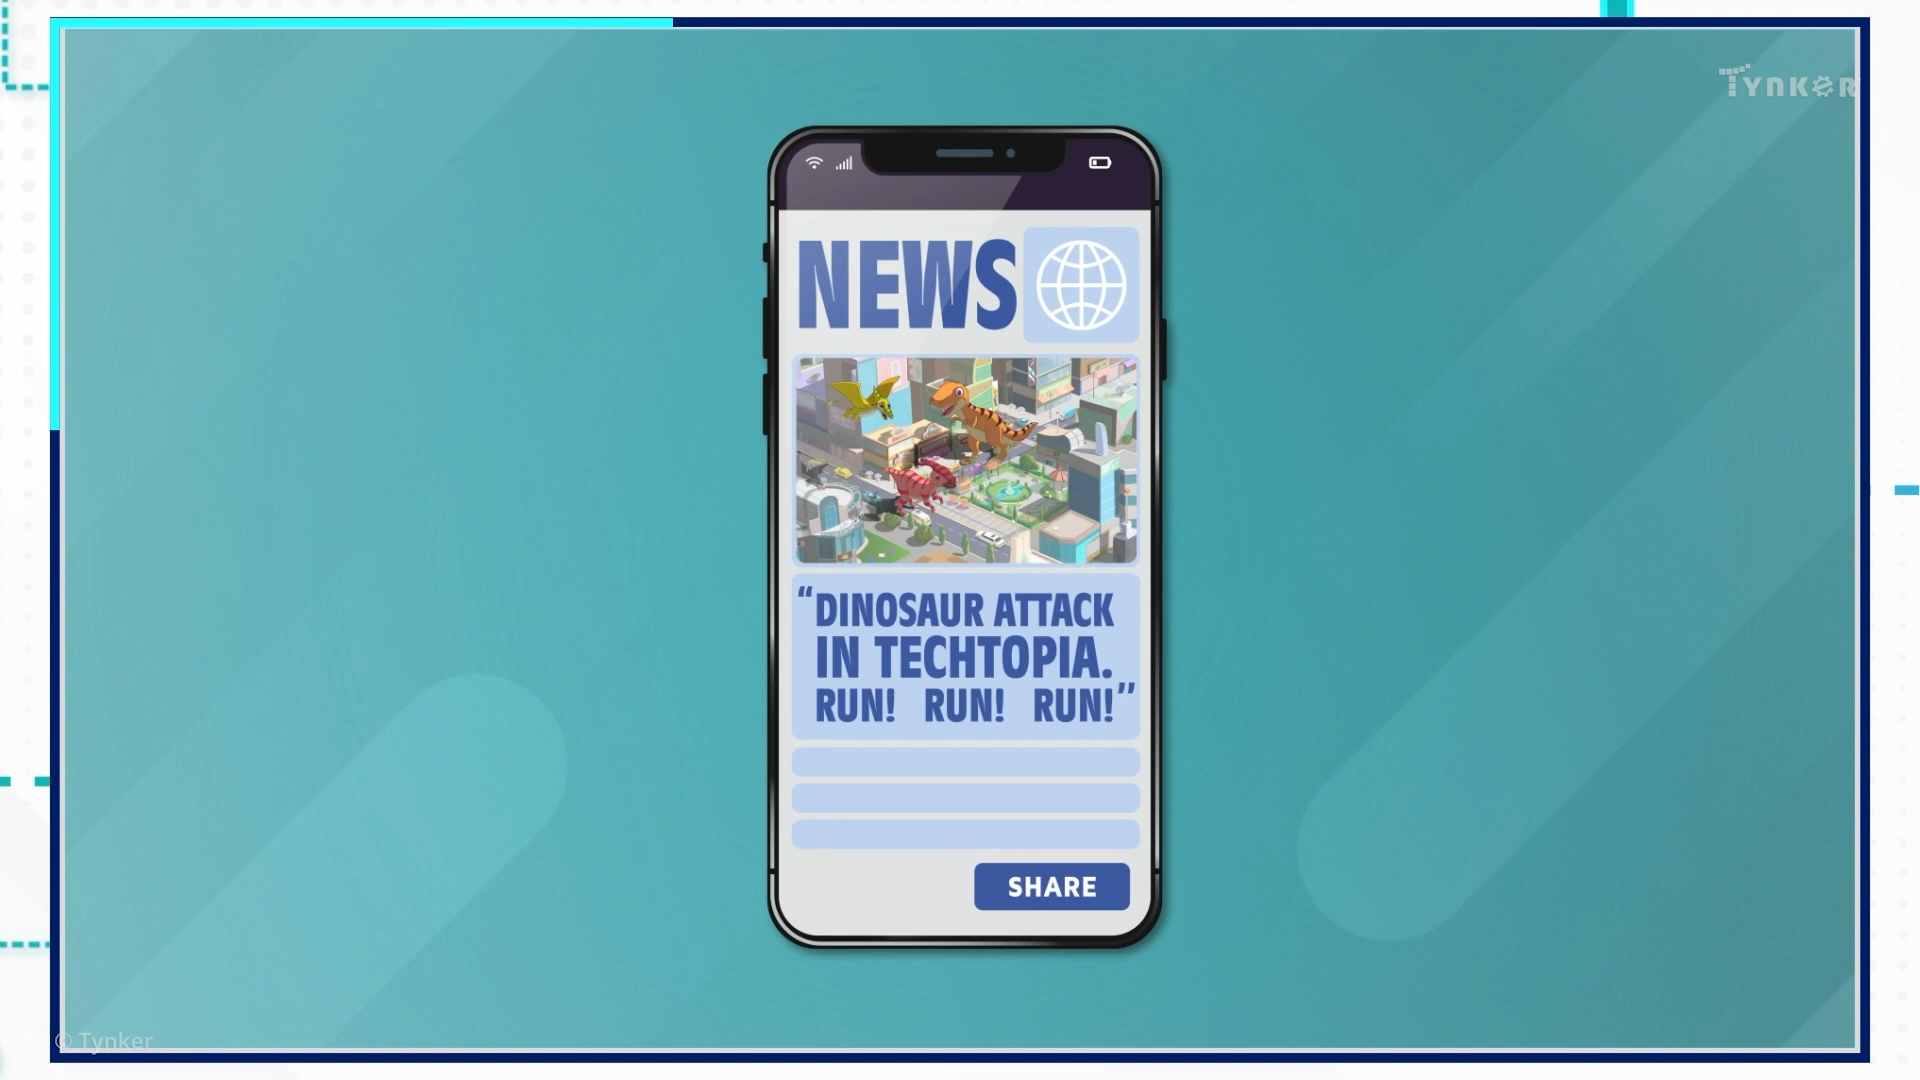 TYNKER
NEWS
“DINOSAUR ATTACK
IN TECHTOPIA.
RUN! RUN! RUN!”
SHARE
© Tynker